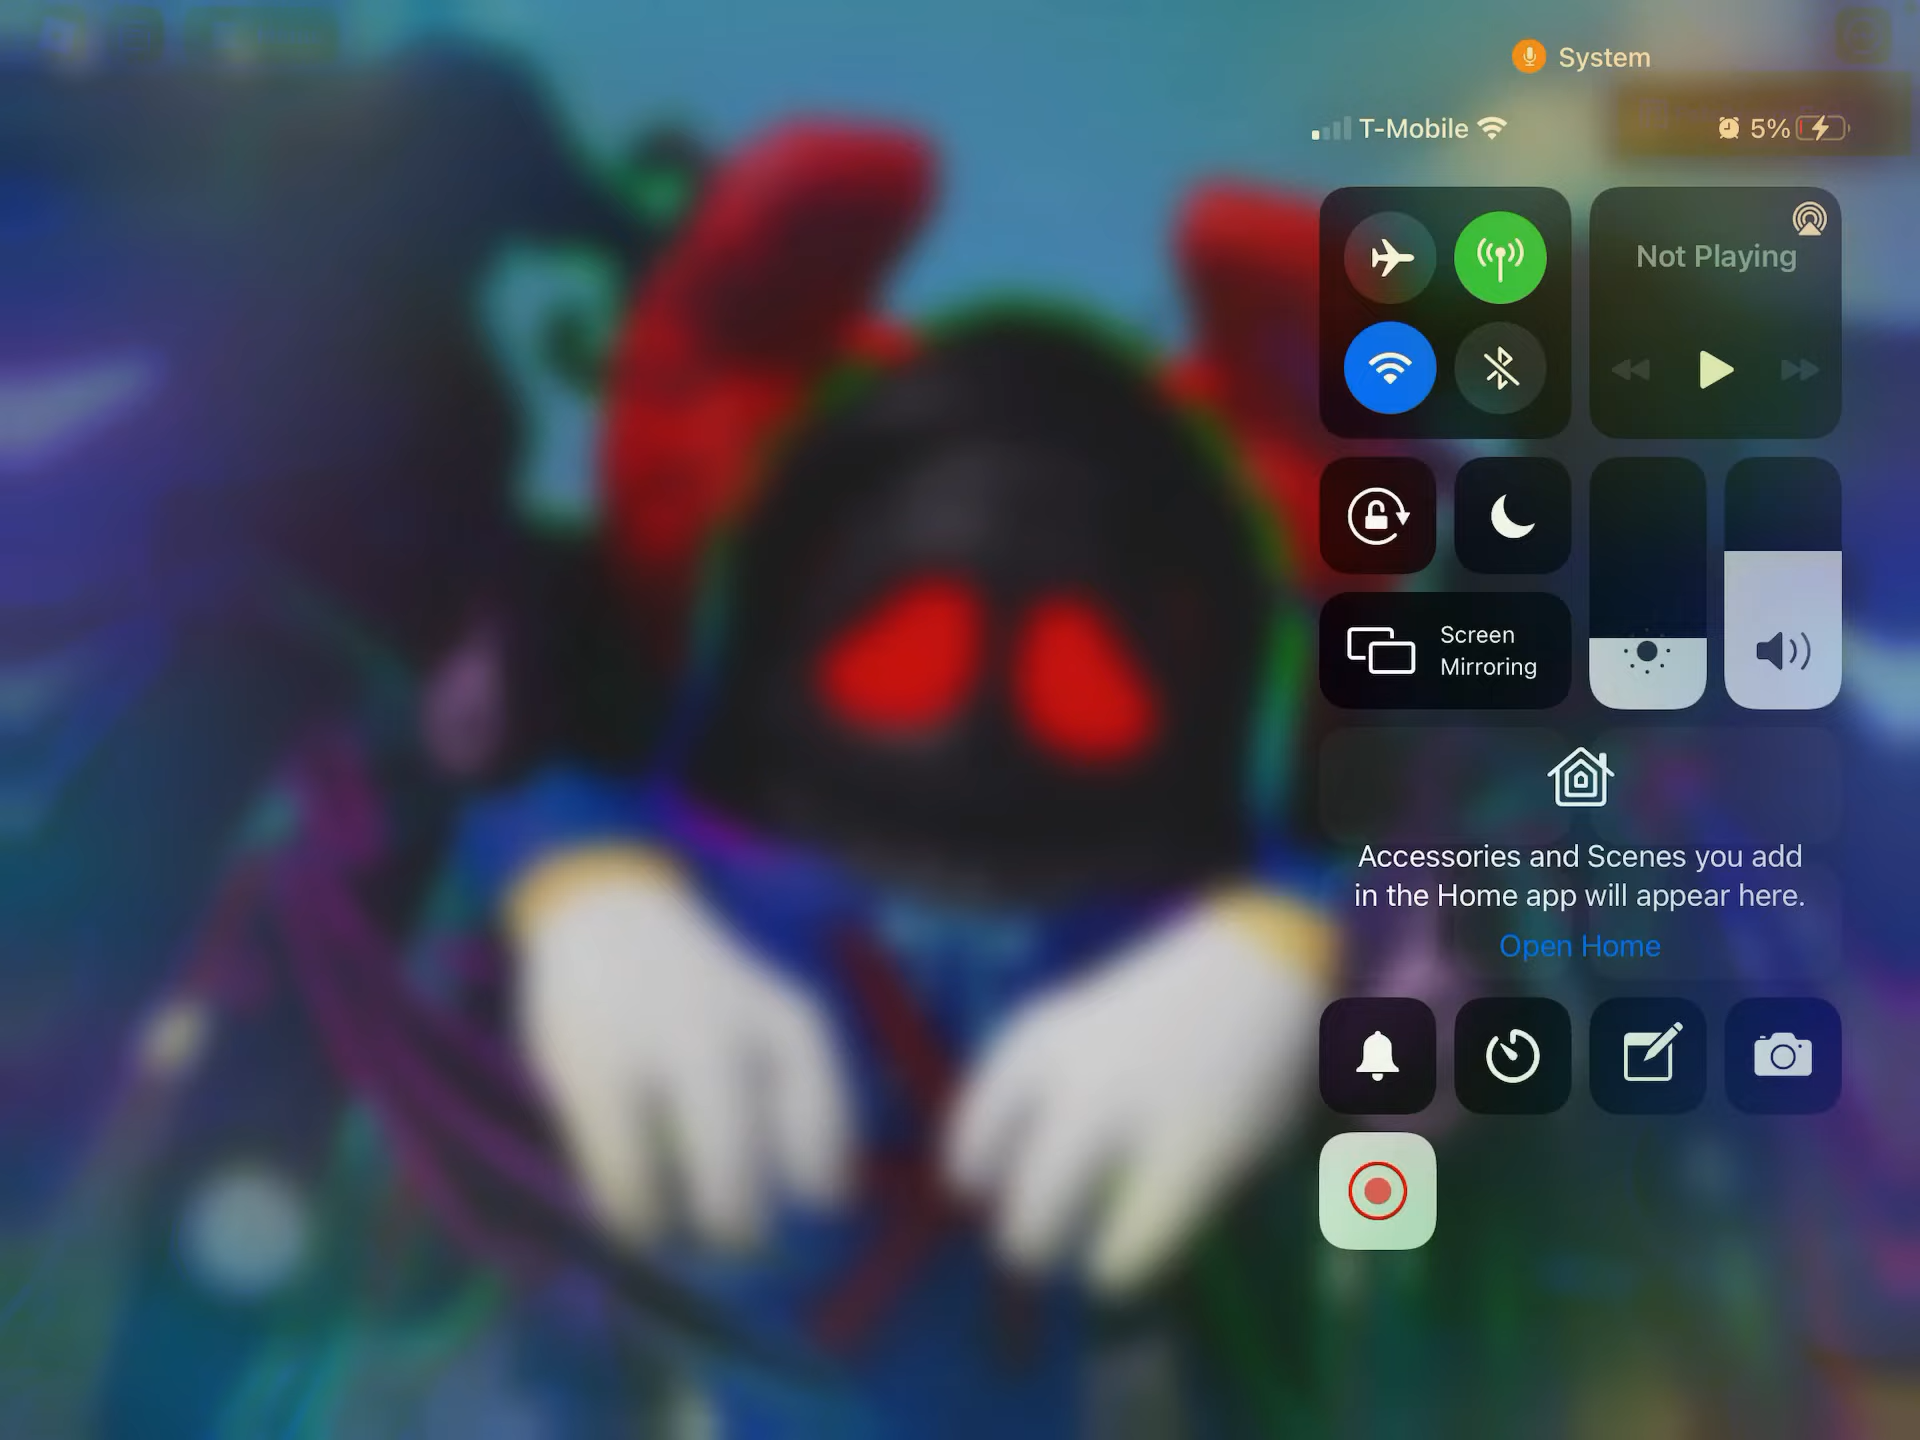 System
T-Mobile
5%
Not Playing
Screen
Mirroring
Accessories and Scenes you add
in the Home app will appear here.
Open Home